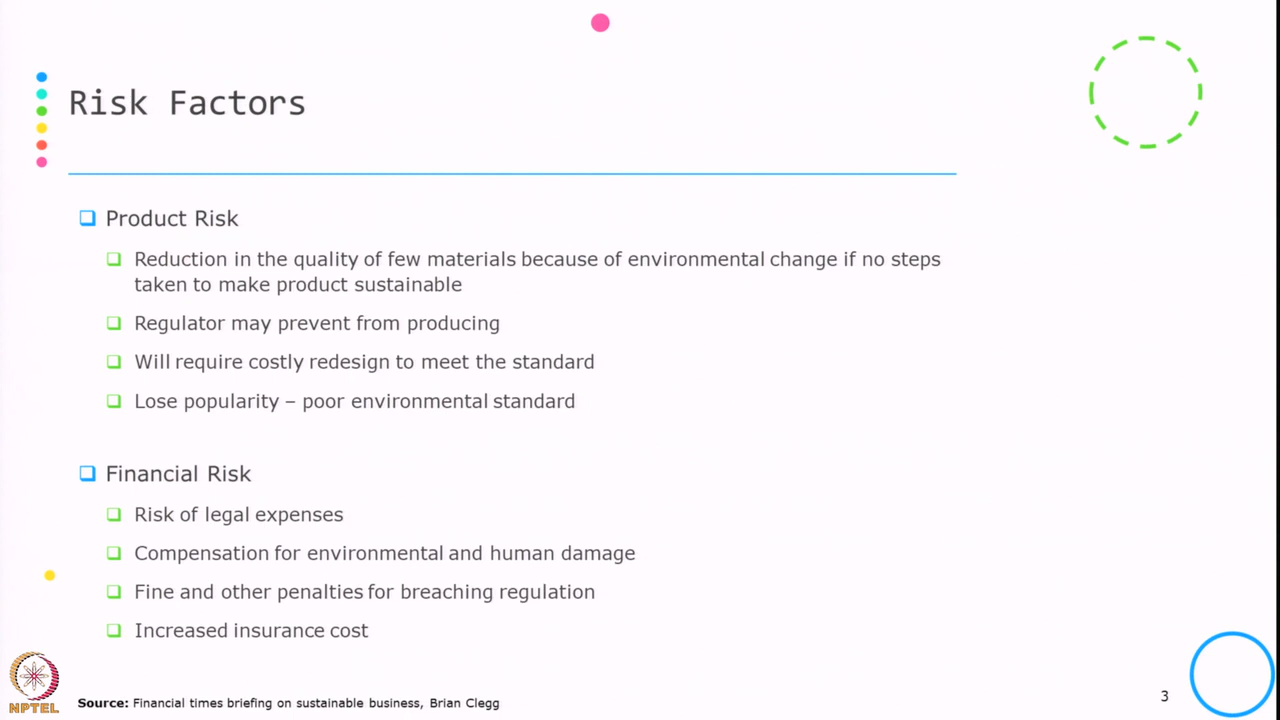 Risk Factors
Product Risk
Reduction in the quality of few materials because of environmental change if no steps
taken to make product sustainable
Regulator may prevent from producing
Will require costly redesign to meet the standard
Lose popularity – poor environmental standard
Financial Risk
Risk of legal expenses
Compensation for environmental and human damage
Fine and other penalties for breaching regulation
Increased insurance cost
NPTEL
Source: Financial times briefing on sustainable business, Brian Clegg
3